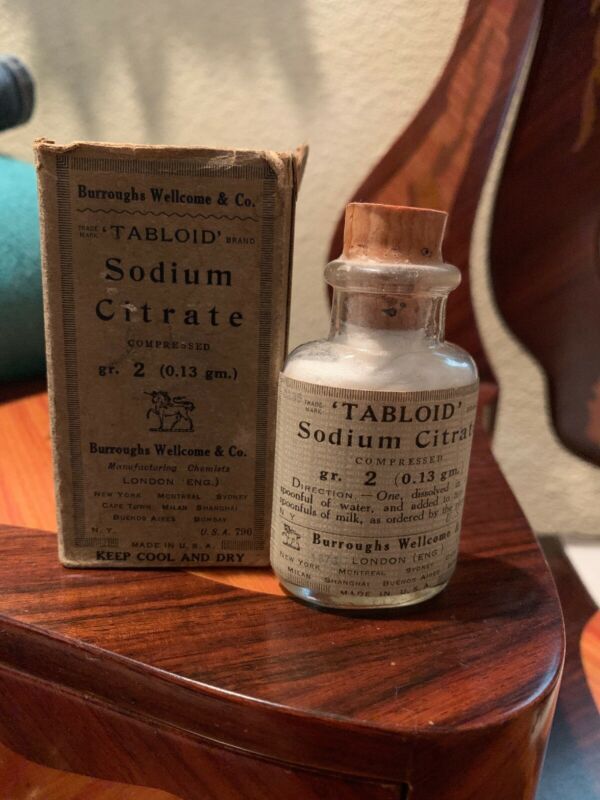 Burroughs Wellcome & Co.
TRADE MARK 'TABLOID' BRAND
Sodium
Citrate
COMPRESSED
gr. 2 (0.13 gm.)
Burroughs Wellcome & Co.
Manufacturing Chemists
LONDON (ENG.)
NEW YORK MONTREAL SYDNEY
CAPE TOWN MILAN SHANGHAI
BUENOS AIRES BOMBAY
N. Y. U.S.A. 790
MADE IN U. S. A.
KEEP COOL AND DRY
TRADE MARK 'TABLOID'
Sodium Citrat
COMPRESSED
gr. 2 (0.13 gm.)
DIRECTION.—One, dissolved in
spoonful of water, and added to
spoonfuls of milk, as ordered by the
N Y
Burroughs Wellcome &
LONDON (ENG.)
NEW YORK MONTREAL SYDNEY
MILAN SHANGHAI BUENOS AIRES
MADE IN U. S. A.